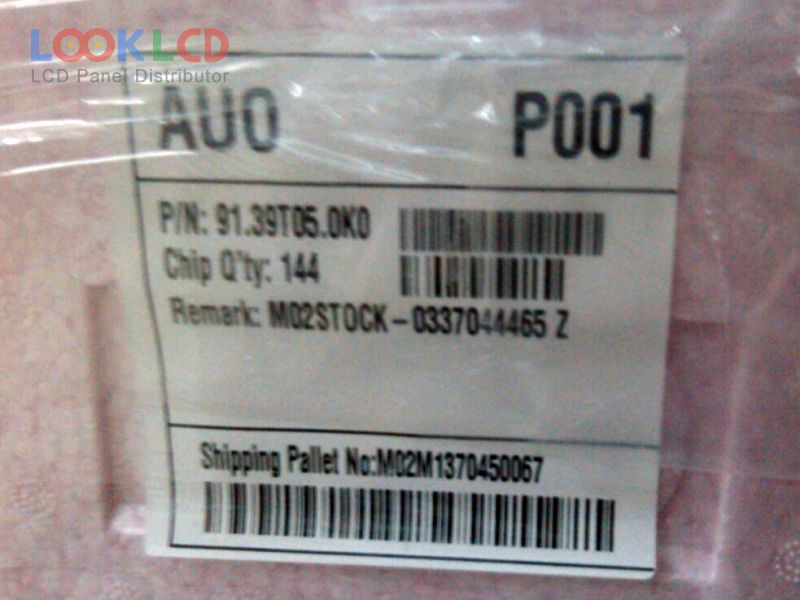 LOOKLCD
LCD Panel Distributor
AUO P001
P/N: 91.39T05.0K0
Chip Q'ty: 144
Remark: M02STOCK-0337044465 Z
Shipping Pallet No:M02M1370450067